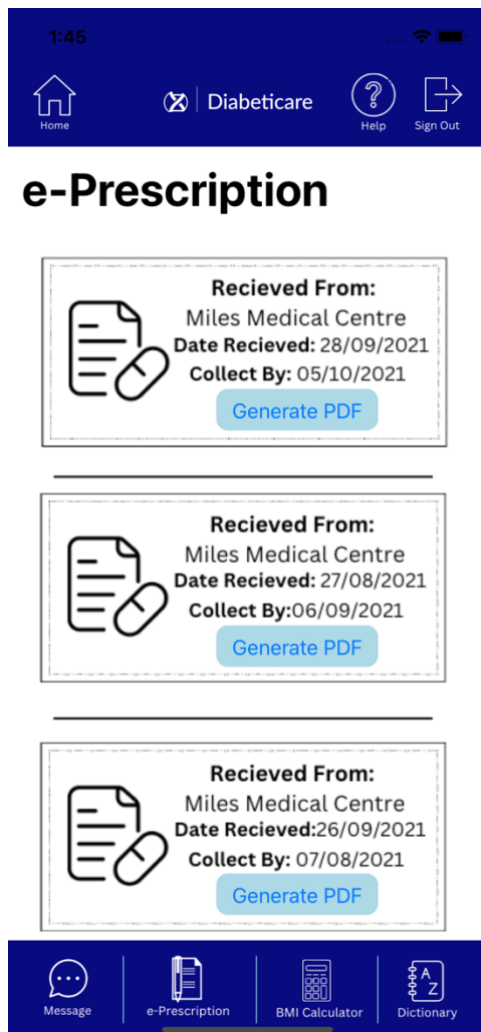 1:45
Diabeticare
Home
Help
Sign Out
e-Prescription
Recieved From:
Miles Medical Centre
Date Recieved: 28/09/2021
Collect By: 05/10/2021
Generate PDF
Recieved From:
Miles Medical Centre
Date Recieved: 27/08/2021
Collect By:06/09/2021
Generate PDF
Recieved From:
Miles Medical Centre
Date Recieved:26/09/2021
Collect By: 07/08/2021
Generate PDF
A
Z
Message
e-Prescription
BMI Calculator
Dictionary